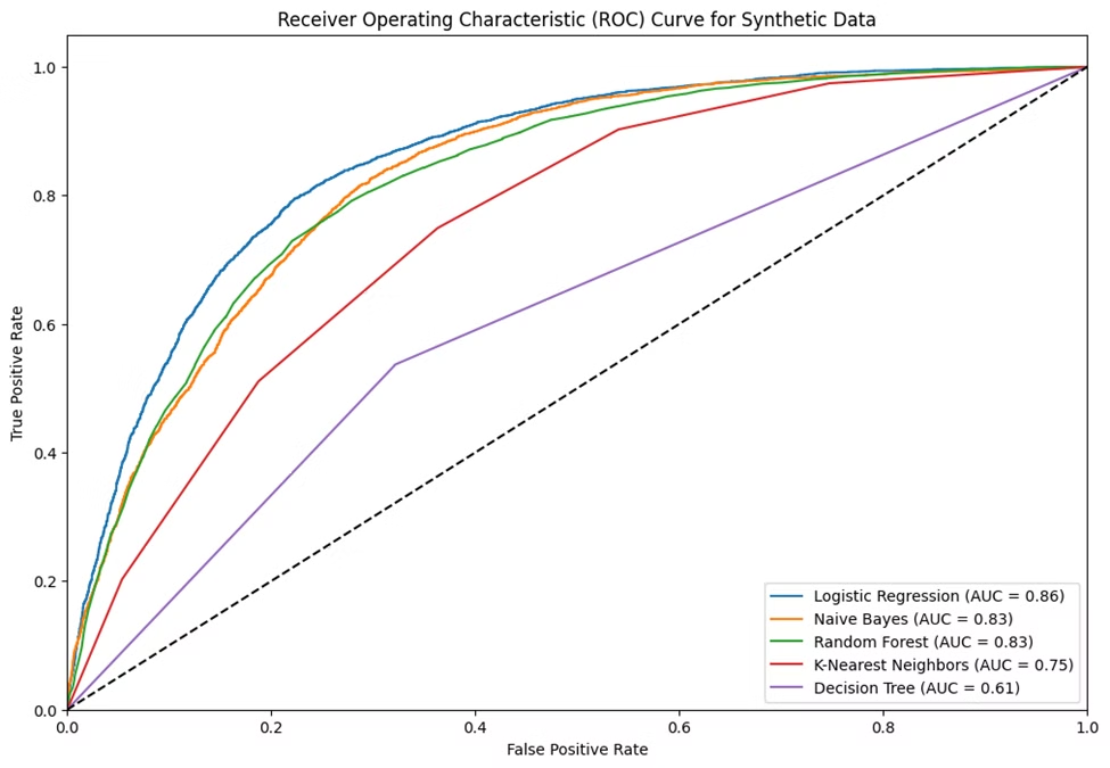 Receiver Operating Characteristic (ROC) Curve for Synthetic Data
1.0
0.8
0.6
0.4
0.2
0.0
True Positive Rate
0.0 0.2 0.4 0.6 0.8 1.0
False Positive Rate
Logistic Regression (AUC = 0.86)
Naive Bayes (AUC = 0.83)
Random Forest (AUC = 0.83)
K-Nearest Neighbors (AUC = 0.75)
Decision Tree (AUC = 0.61)